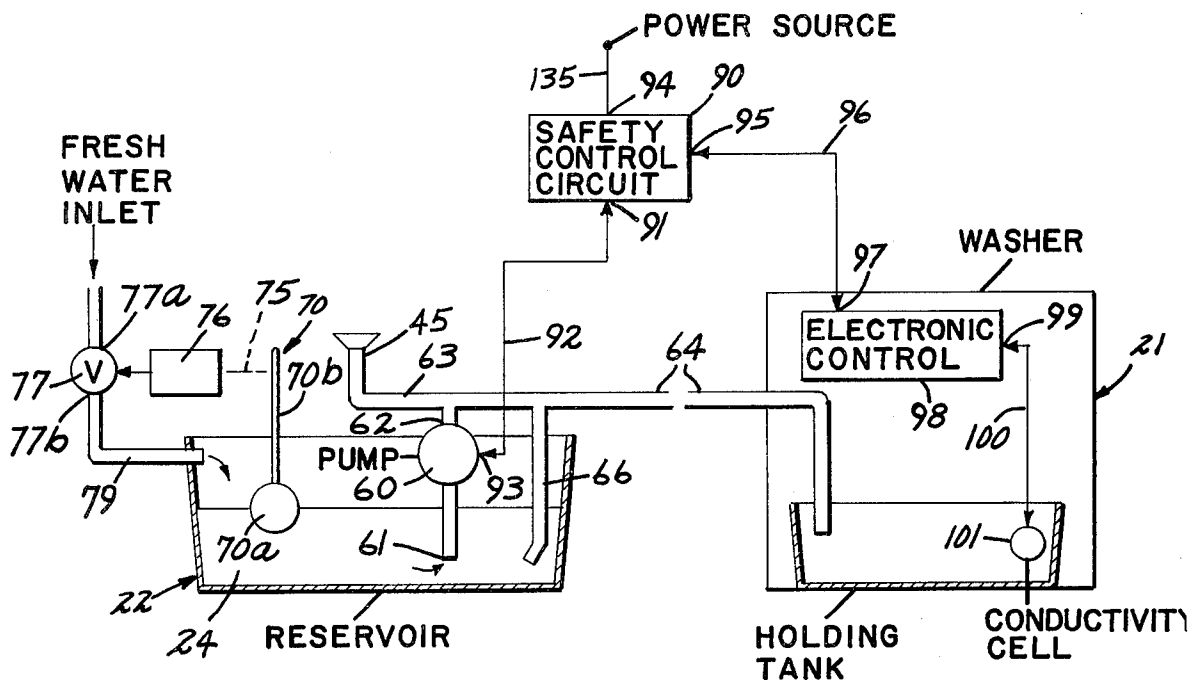 POWER SOURCE
135
94
90
SAFETY
CONTROL
CIRCUIT
95
96
91
FRESH
WATER
INLET
WASHER
97
77a
75
70
76
45
92
ELECTRONIC
CONTROL
99
21
V
77
63
64
70b
98
77b
62
100
PUMP
60
93
66
79
61
101
70a
22
24
RESERVOIR
HOLDING
TANK
CONDUCTIVITY
CELL